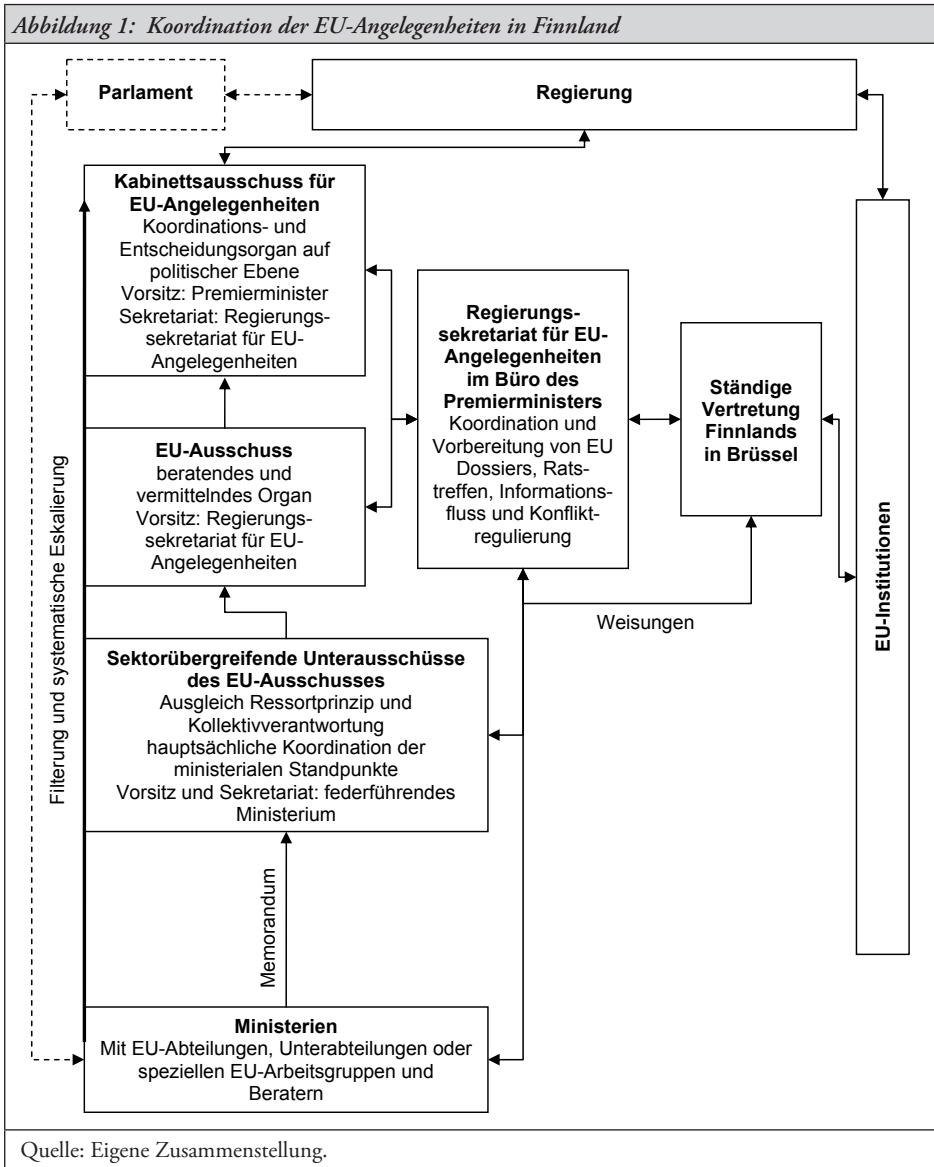 Abbildung 1: Koordination der EU-Angelegenheiten in Finnland
Parlament
Regierung
Kabinettsausschuss für
EU-Angelegenheiten
Koordinations- und
Entscheidungsorgan auf
politischer Ebene
Vorsitz: Premierminister
Sekretariat: Regierungs-
sekretariat für EU-
Angelegenheiten
Regierungs-
sekretariat für EU-
Angelegenheiten
im Büro des
Premierministers
Koordination und
Vorbereitung von EU
Dossiers, Rats-
treffen, Informations-
fluss und Konflikt-
regulierung
Ständige
Vertretung
Finnlands
in Brüssel
EU-Institutionen
EU-Ausschuss
beratendes und
vermittelndes Organ
Vorsitz: Regierungs-
sekretariat für EU-
Angelegenheiten
Filterung und systematische Eskalierung
Weisungen
Sektorübergreifende Unterausschüsse
des EU-Ausschusses
Ausgleich Ressortprinzip und
Kollektivverantwortung
hauptsächliche Koordination der
ministerialen Standpunkte
Vorsitz und Sekretariat: federführendes
Ministerium
Memorandum
Ministerien
Mit EU-Abteilungen, Unterabteilungen oder
speziellen EU-Arbeitsgruppen und
Beratern
Quelle: Eigene Zusammenstellung.